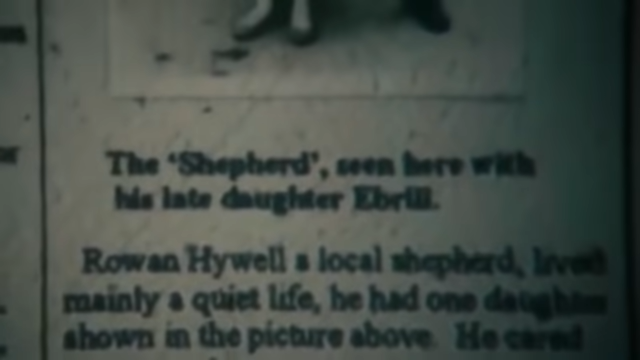 The 'Shepherd', seen here with
his late daughter Ebrill.
Rowan Hywell a local shepherd, lived
mainly a quiet life, he had one daughter
shown in the picture above. He cared